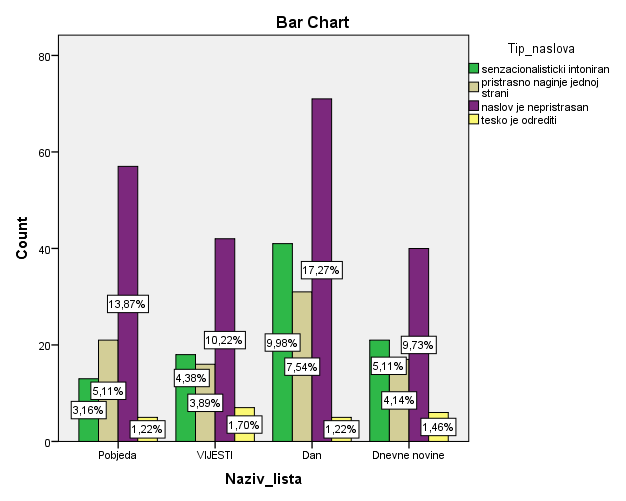 Bar Chart
Tip_naslova
senzacionalisticki intoniran
pristrasno naginje jednoj
strani
naslov je nepristrasan
tesko je odrediti
Count
80
60
40
20
0
3,16%
5,11%
13,87%
1,22%
4,38%
3,89%
10,22%
1,70%
9,98%
7,54%
17,27%
1,22%
5,11%
4,14%
9,73%
1,46%
Pobjeda
VIJESTI
Dan
Dnevne novine
Naziv_lista